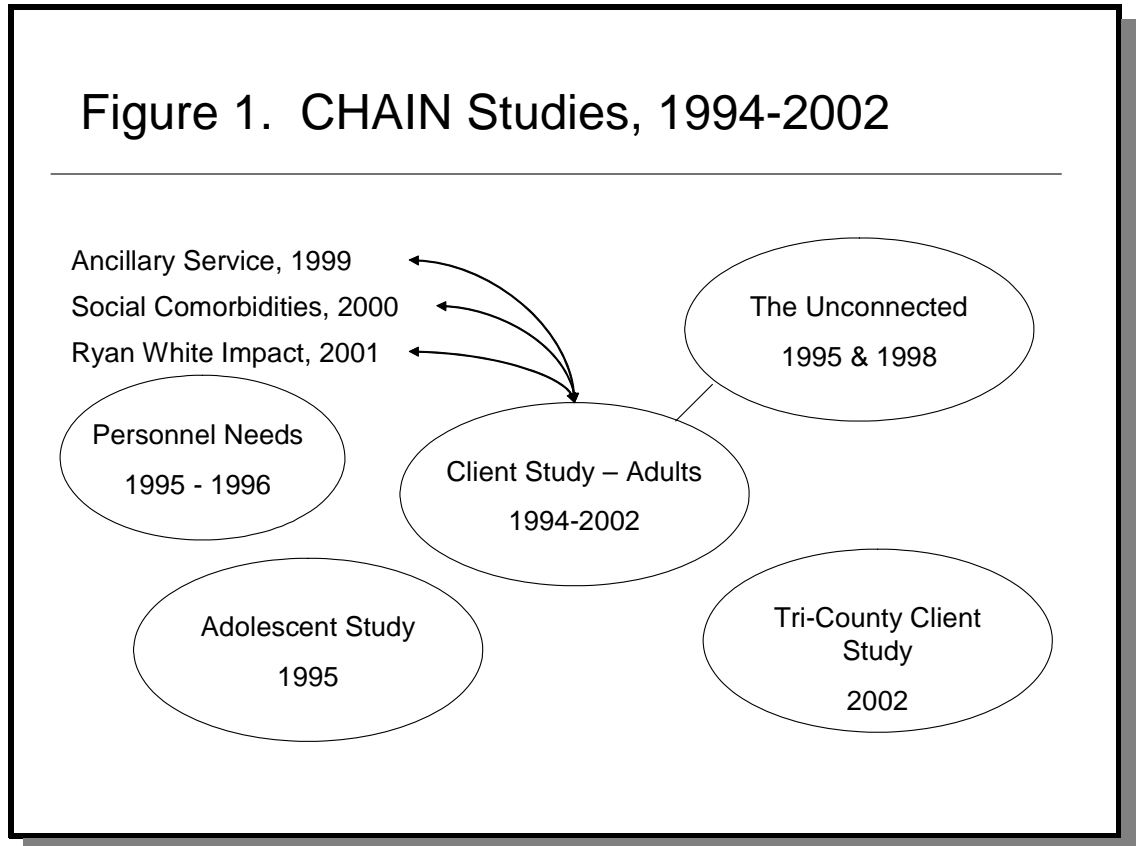 Figure 1.  CHAIN Studies, 1994-2002
Ancillary Service, 1999
Social Comorbidities, 2000
Ryan White Impact, 2001
The Unconnected
1995 & 1998
Personnel Needs
1995 - 1996
Client Study – Adults
1994-2002
Adolescent Study
1995
Tri-County Client
Study
2002